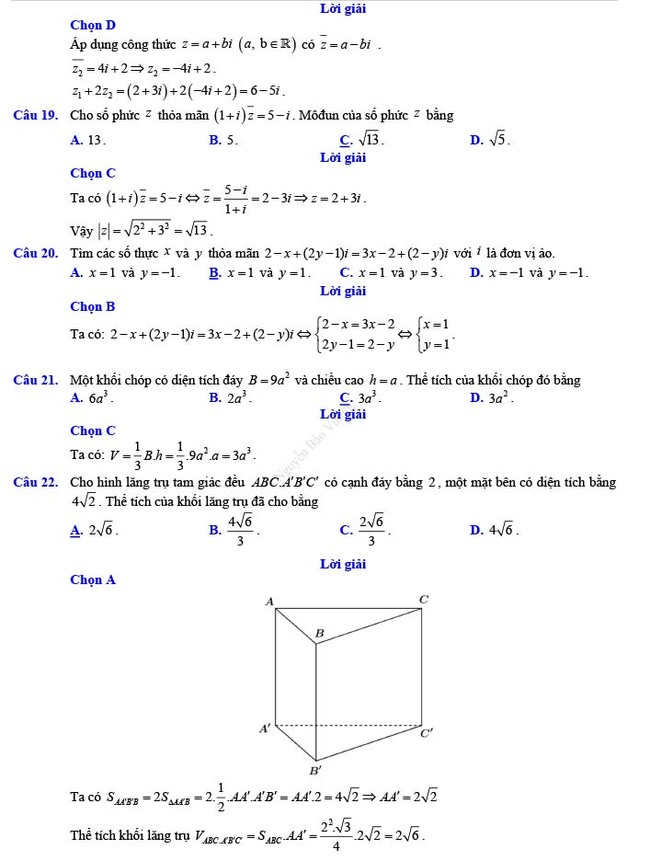 Lời giải
Chọn D
Áp dụng công thức z = a + bi (a, b ∈ ℝ) có z̅ = a − bi .
z̅₂ = 4i + 2 ⇒ z₂ = −4i + 2 .
z₁ + 2z₂ = (2 + 3i) + 2(−4i + 2) = 6 − 5i .
Câu 19. Cho số phức z thỏa mãn (1 + i)z̅ = 5 − i . Môđun của số phức z bằng
A. 13 . B. 5 . C. √13 . D. √5 .
Lời giải
Chọn C
Ta có (1 + i)z̅ = 5 − i ⇔ z̅ = (5 − i)/(1 + i) = 2 − 3i ⇒ z = 2 + 3i .
Vậy |z| = √(2² + 3²) = √13 .
Câu 20. Tìm các số thực x và y thỏa mãn 2 − x + (2y − 1)i = 3x − 2 + (2 − y)i với i là đơn vị ảo.
A. x = 1 và y = −1 . B. x = 1 và y = 1 . C. x = 1 và y = 3 . D. x = −1 và y = −1 .
Lời giải
Chọn B
Ta có: 2 − x + (2y − 1)i = 3x − 2 + (2 − y)i ⇔ { 2 − x = 3x − 2 ; 2y − 1 = 2 − y ⇔ { x = 1 ; y = 1 .
Câu 21. Một khối chóp có diện tích đáy B = 9a² và chiều cao h = a . Thể tích của khối chóp đó bằng
A. 6a³ . B. 2a³ . C. 3a³ . D. 3a² .
Lời giải
Chọn C
Ta có: V = 1/3 B.h = 1/3 .9a².a = 3a³ .
Câu 22. Cho hình lăng trụ tam giác đều ABC.A′B′C′ có cạnh đáy bằng 2 , một mặt bên có diện tích bằng
4√2 . Thể tích của khối lăng trụ đã cho bằng
A. 2√6 . B. 4√6/3 . C. 2√6/3 . D. 4√6 .
Lời giải
Chọn A
A C
B
A′ C′
B′
Ta có S_AA′B′B = 2S_ΔAA′B′ = 2.1/2 .AA′.A′B′ = AA′.2 = 4√2 ⇒ AA′ = 2√2
Thể tích khối lăng trụ V_ABC.A′B′C′ = S_ABC.AA′ = 2².√3/4 .2√2 = 2√6 .